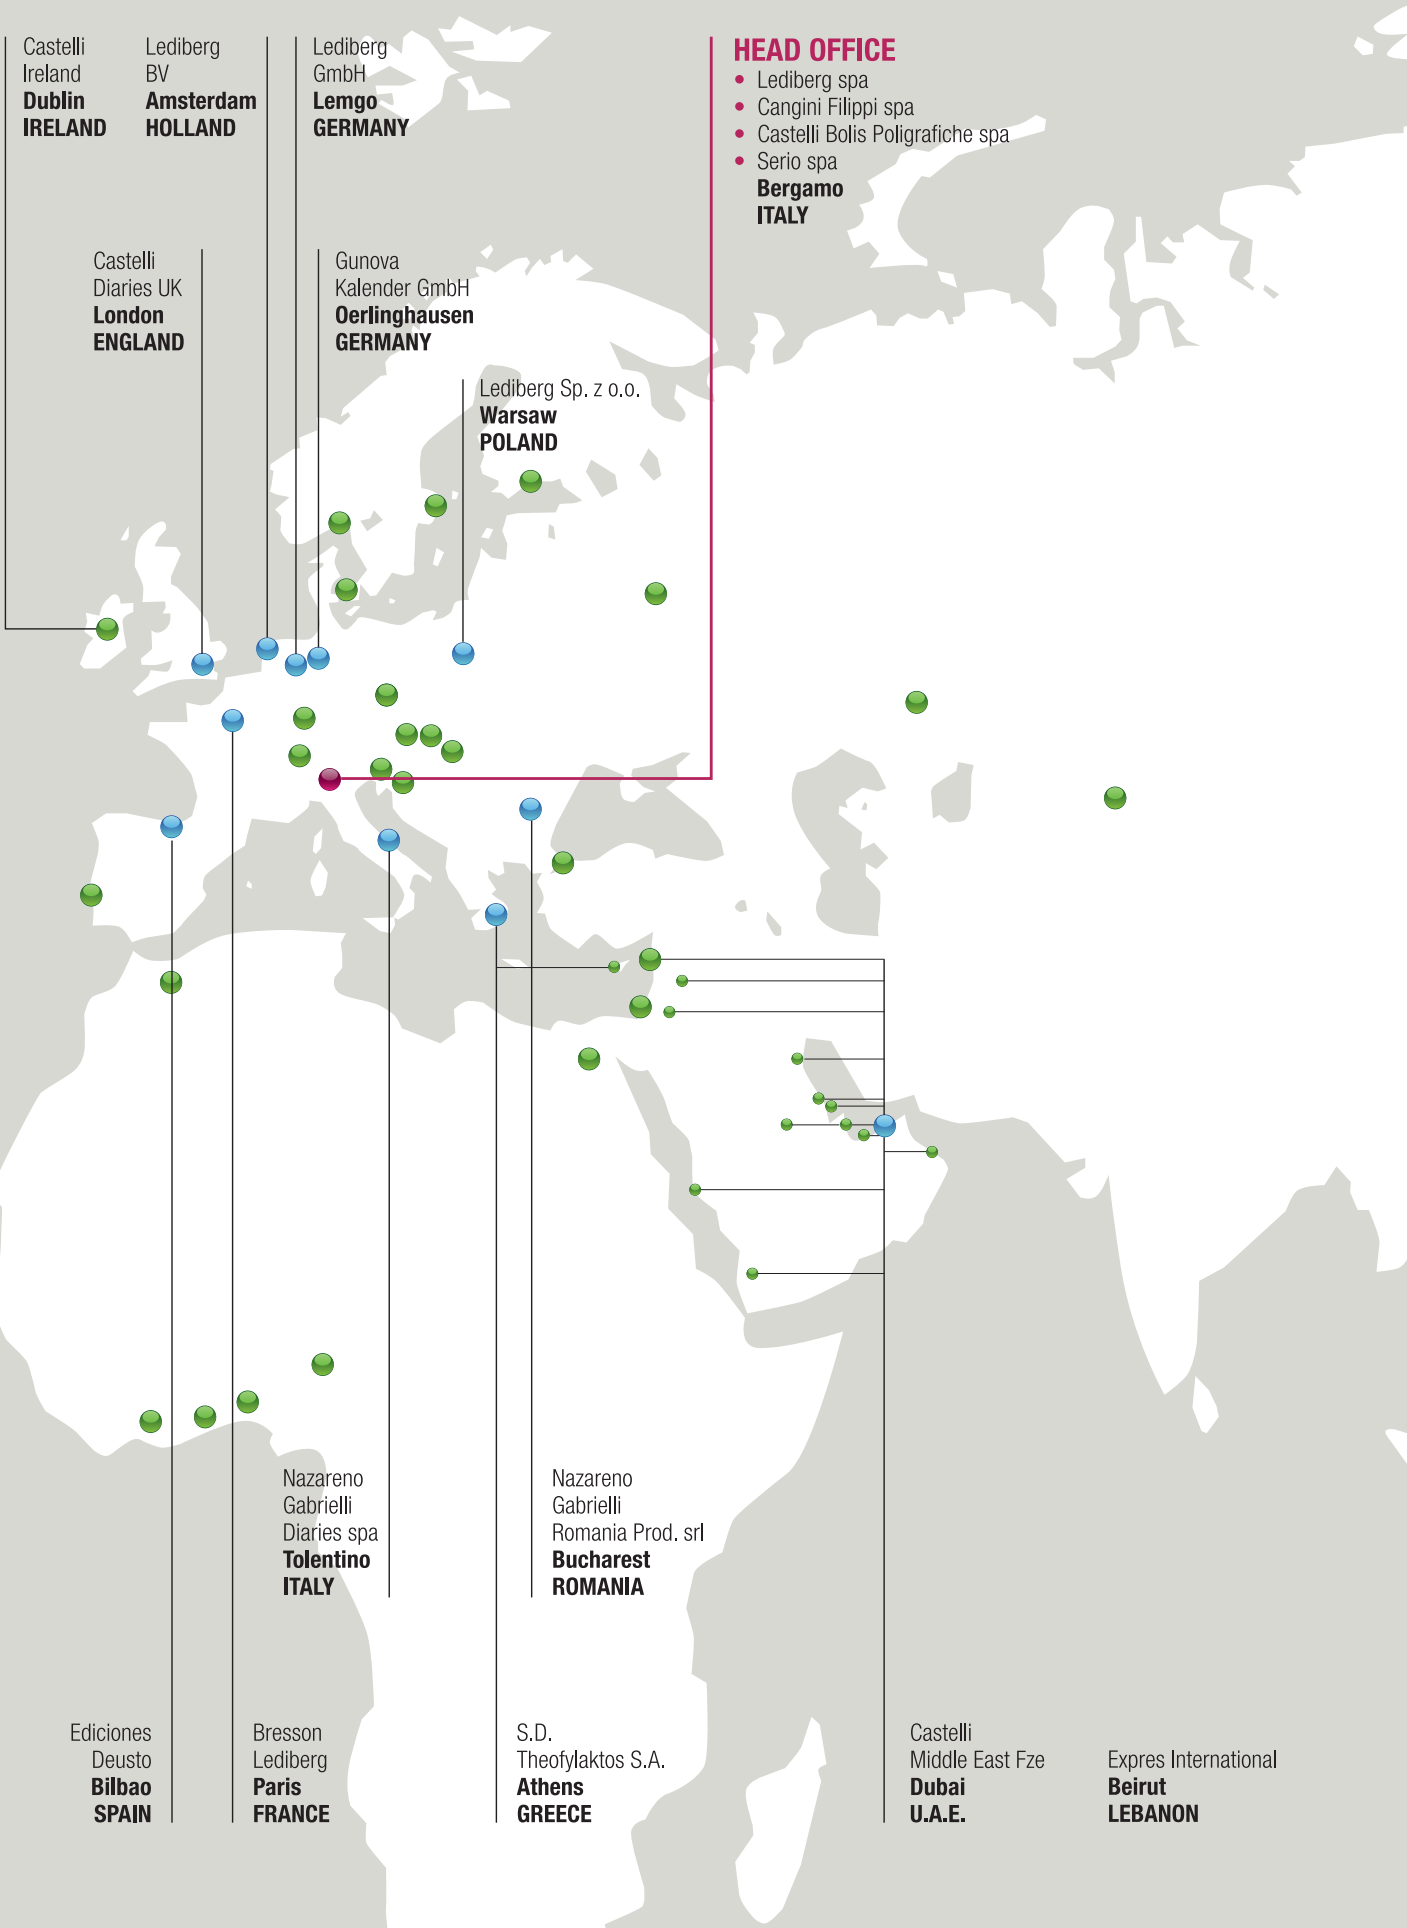 Castelli
Ireland
Dublin
IRELAND
Lediberg
BV
Amsterdam
HOLLAND
Lediberg
GmbH
Lemgo
GERMANY
HEAD OFFICE
• Lediberg spa
• Cangini Filippi spa
• Castelli Bolis Poligrafiche spa
• Serio spa
Bergamo
ITALY
Castelli
Diaries UK
London
ENGLAND
Gunova
Kalender GmbH
Oerlinghausen
GERMANY
Lediberg Sp. z o.o.
Warsaw
POLAND
Nazareno
Gabrielli
Diaries spa
Tolentino
ITALY
Nazareno
Gabrielli
Romania Prod. srl
Bucharest
ROMANIA
Ediciones
Deusto
Bilbao
SPAIN
Bresson
Lediberg
Paris
FRANCE
S.D.
Theofylaktos S.A.
Athens
GREECE
Castelli
Middle East Fze
Dubai
U.A.E.
Expres International
Beirut
LEBANON